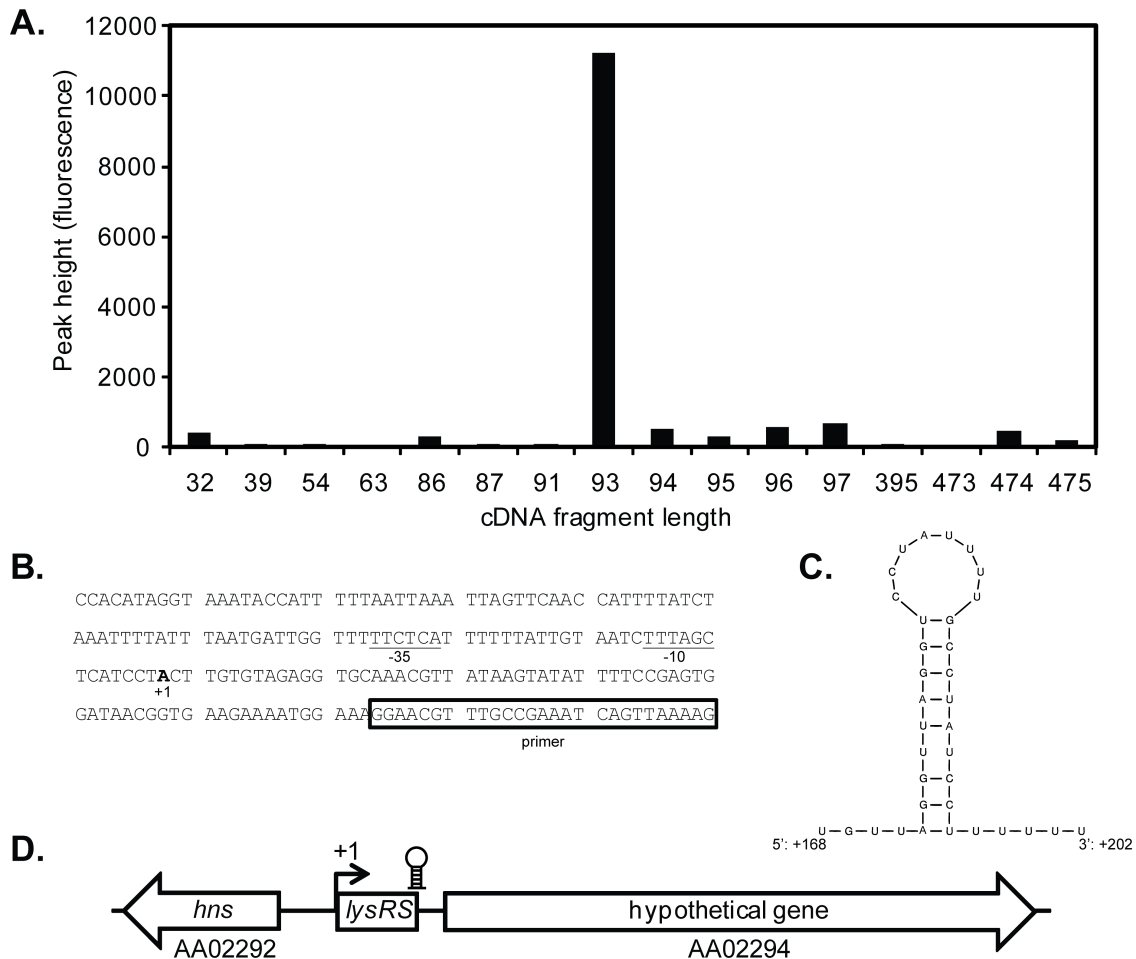 A.
Peak height (fluorescence)
12000
10000
8000
6000
4000
2000
0
32 39 54 63 86 87 91 93 94 95 96 97 395 473 474 475
cDNA fragment length
B.
CCACATAGGT AAATACCATT TTTAATTAAA TTAGTTCAAC CATTTTATCT
AAATTTTATT TAATGATTGG TTTTTCTCAT TTTTTATTGT AATCTTTAGC
-35 -10
TCATCCTACT TGTGTAGAGG TGCAAACGTT ATAAGTATAT TTTCCGAGTG
+1
GATAACGGTG AAGAAAATGG AAAGGAACGT TTGCCGAAAT CAGTTAAAAG
primer
C.
A U
U U
C U
C U
U G
G C
G C
A U
U A
U U
G C
G C
U G U U A U U U U U U
5': +168 3': +202
D.
+1
hns lysRS hypothetical gene
AA02292 AA02294